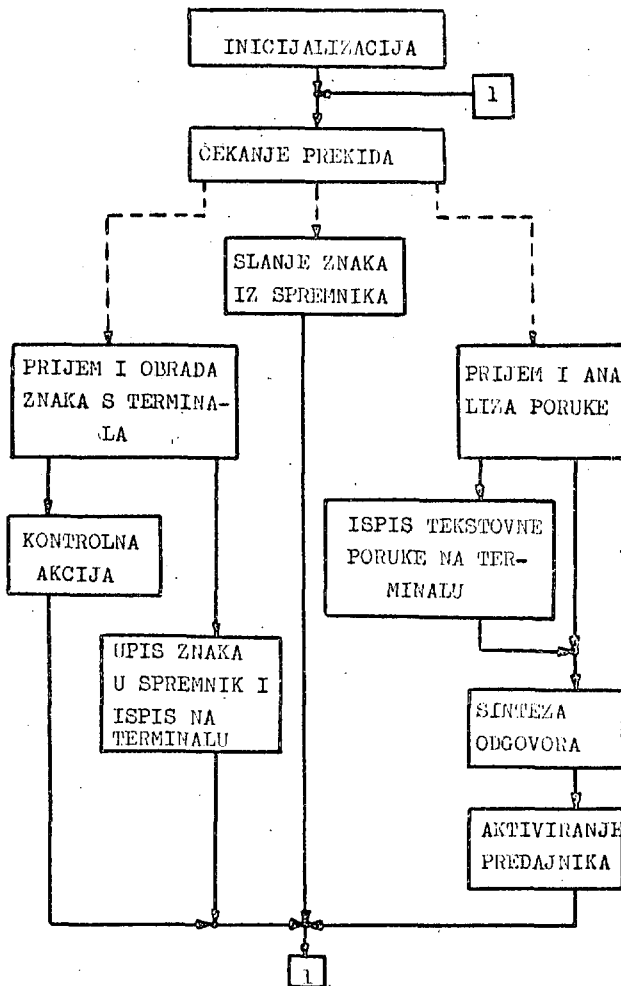 INICIJALIZACIJA
1
ČEKANJE PREKIDA
SLANJE ZNAKA
IZ SPREMNIKA
PRIJEM I OBRADA
ZNAKA S TERMINA-
LA
PRIJEM I ANA
LIZA PORUKE
KONTROLNA
AKCIJA
ISPIS TEKSTOVNE
PORUKE NA TER-
MINALU
UPIS ZNAKA
U SPREMNIK I
ISPIS NA
TERMINALU
SINTEZA
ODGOVORA
AKTIVIRANJE
PREDAJNIKA
1